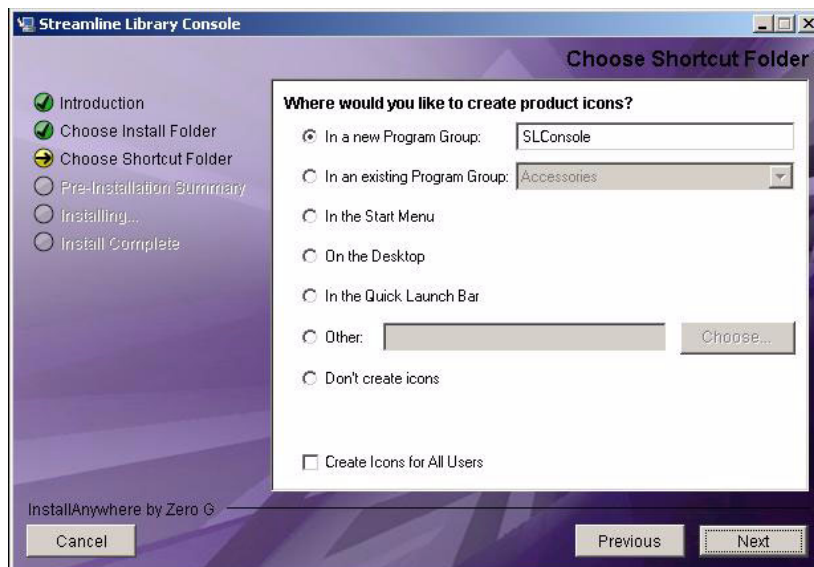 Streamline Library Console
Choose Shortcut Folder
Introduction
Choose Install Folder
Choose Shortcut Folder
Pre-Installation Summary
Installing...
Install Complete
Where would you like to create product icons?
In a new Program Group: SLConsole
In an existing Program Group: Accessories
In the Start Menu
On the Desktop
In the Quick Launch Bar
Other: Choose...
Don't create icons
Create Icons for All Users
InstallAnywhere by Zero G
Cancel Previous Next